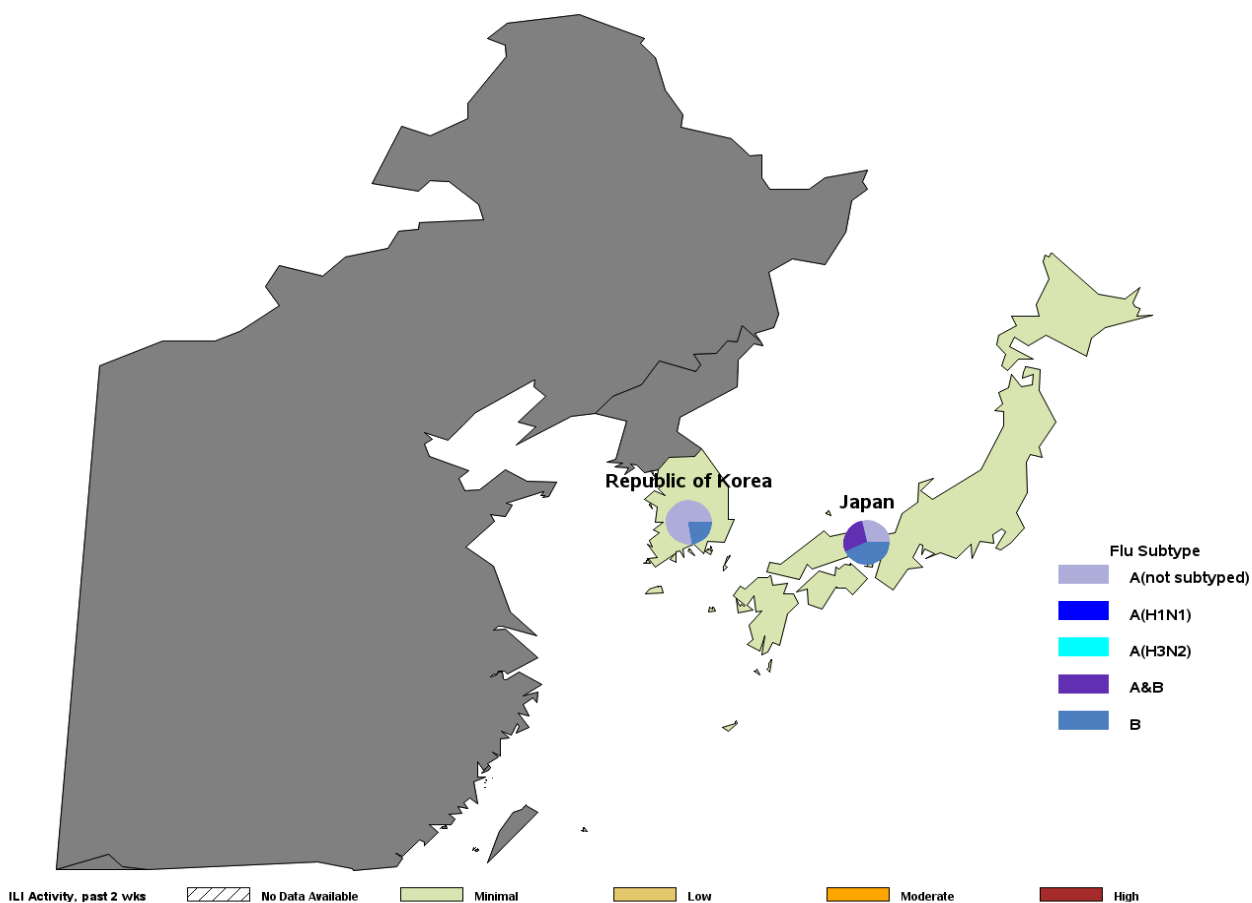 Republic of Korea
Japan
Flu Subtype
A(not subtyped)
A(H1N1)
A(H3N2)
A&B
B
ILI Activity, past 2 wks No Data Available Minimal Low Moderate High